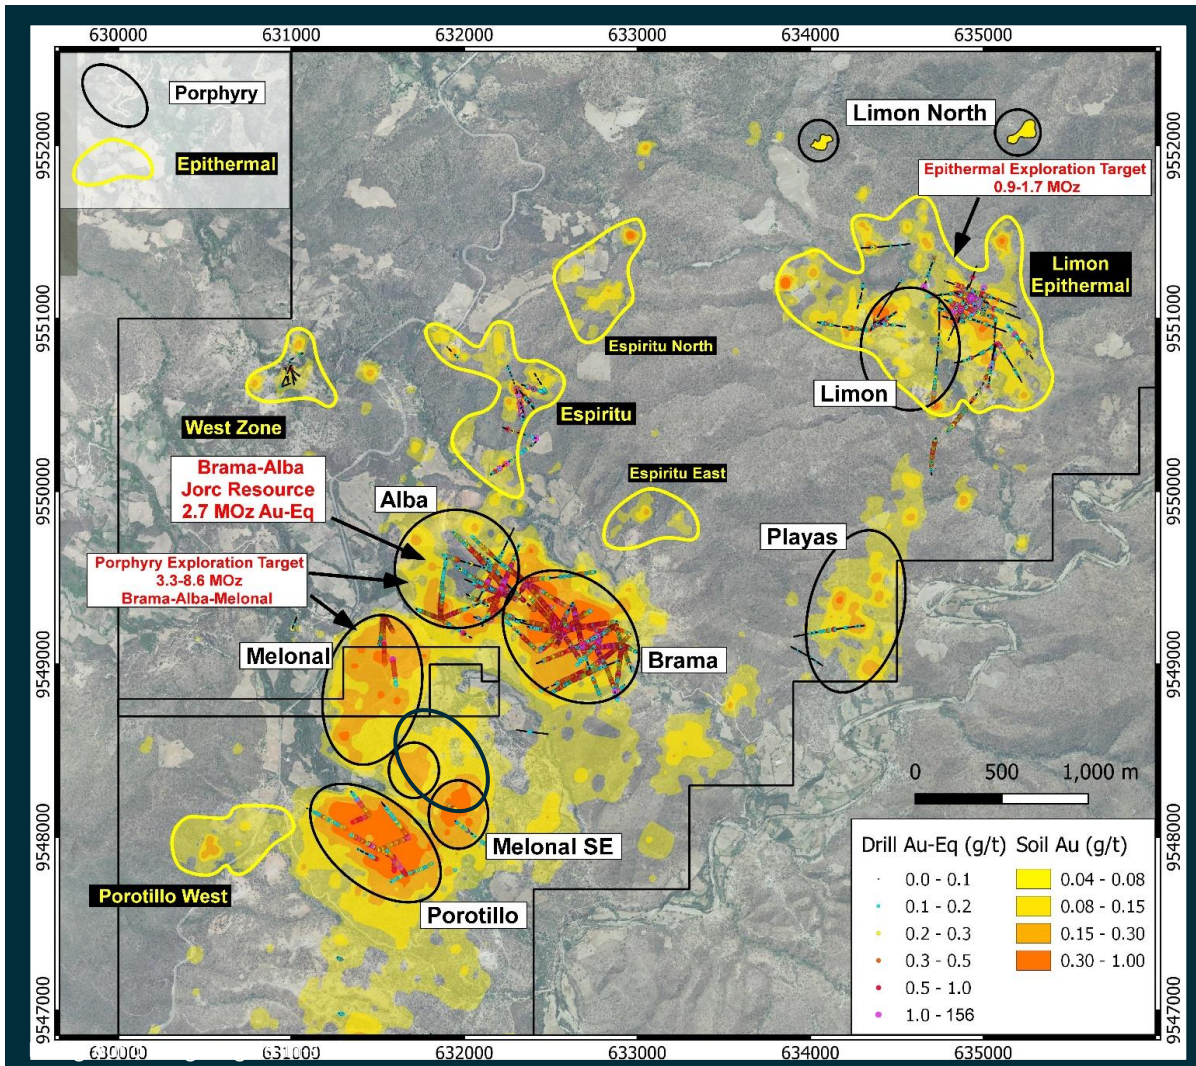 630000
631000
632000
633000
634000
635000
9552000
9551000
9550000
9549000
9548000
9547000
9552000
9551000
9550000
9549000
9548000
9547000
Porphyry
Epithermal
Limon North
Epithermal Exploration Target
0.9-1.7 MOz
Limon
Epithermal
Espiritu North
Limon
West Zone
Espiritu
Brama-Alba
Jorc Resource
2.7 MOz Au-Eq
Alba
Espiritu East
Playas
Porphyry Exploration Target
3.3-8.6 MOz
Brama-Alba-Melonal
Melonal
Brama
0 500 1,000 m
Melonal SE
Porotillo West
Porotillo
Drill Au-Eq (g/t)
0.0 - 0.1
0.1 - 0.2
0.2 - 0.3
0.3 - 0.5
0.5 - 1.0
1.0 - 156
Soil Au (g/t)
0.04 - 0.08
0.08 - 0.15
0.15 - 0.30
0.30 - 1.00
630000
631000
632000
633000
634000
635000